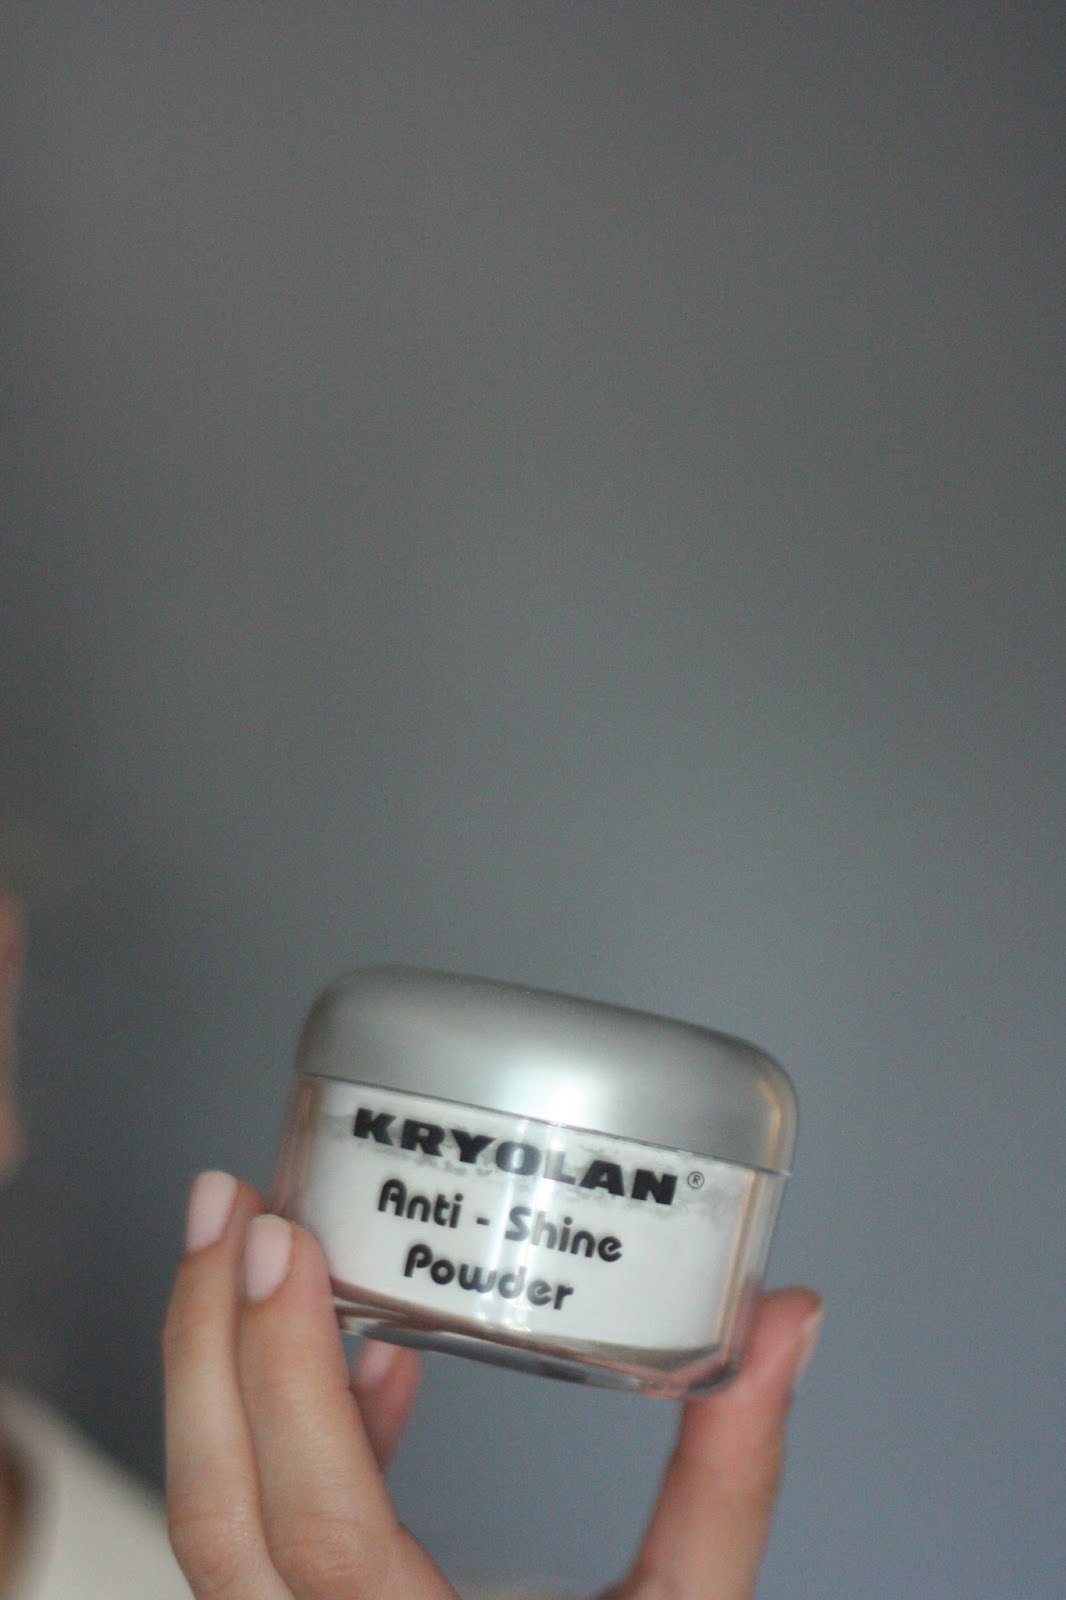 KRYOLAN®
Anti - Shine
Powder